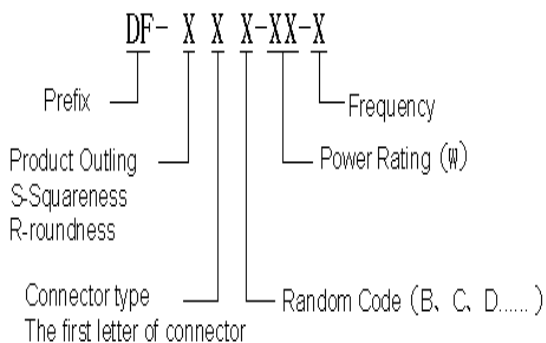 DF- X X X-XX-X
Prefix
Frequency
Product Outling
S-Squareness
R-roundness
Power Rating（W）
Connector type
The first letter of connector
Random Code（B、C、D......）